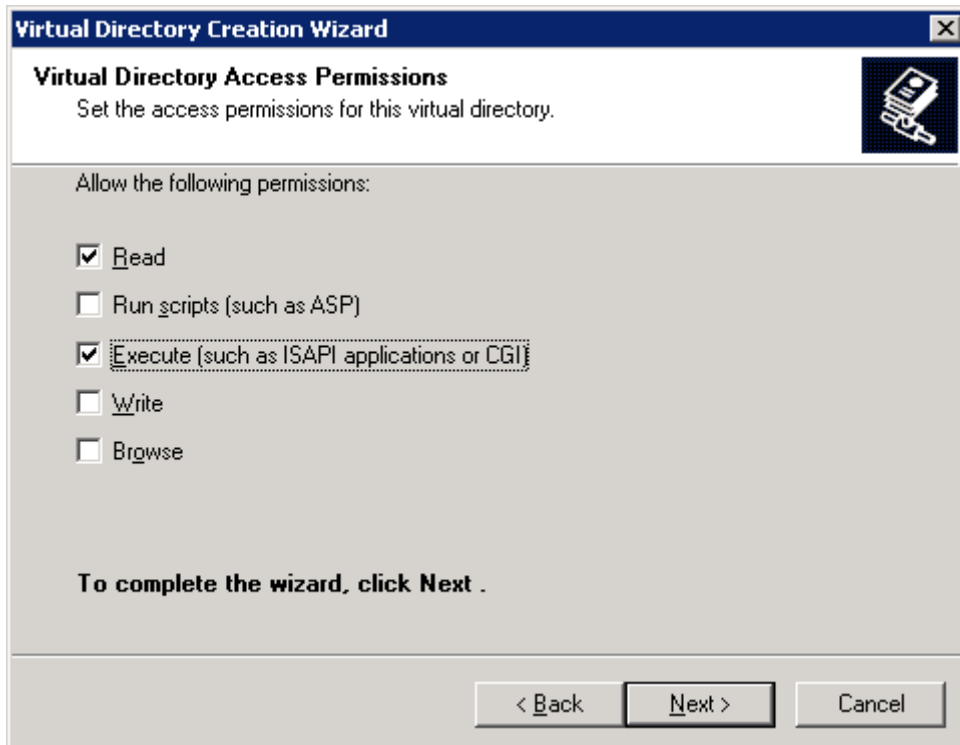 Virtual Directory Creation Wizard
Virtual Directory Access Permissions
Set the access permissions for this virtual directory.
Allow the following permissions:
Read
Run scripts (such as ASP)
Execute (such as ISAPI applications or CGI)
Write
Browse
To complete the wizard, click Next .
< Back Next > Cancel